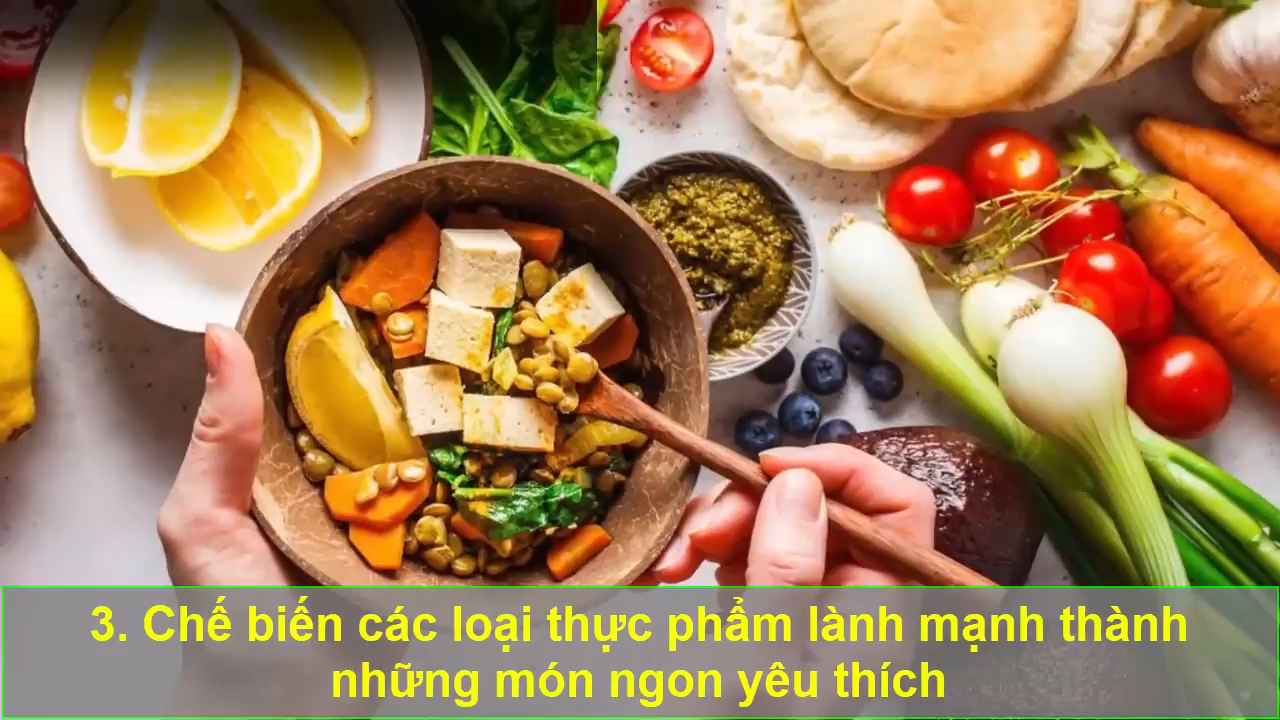 3. Chế biến các loại thực phẩm lành mạnh thành
những món ngon yêu thích